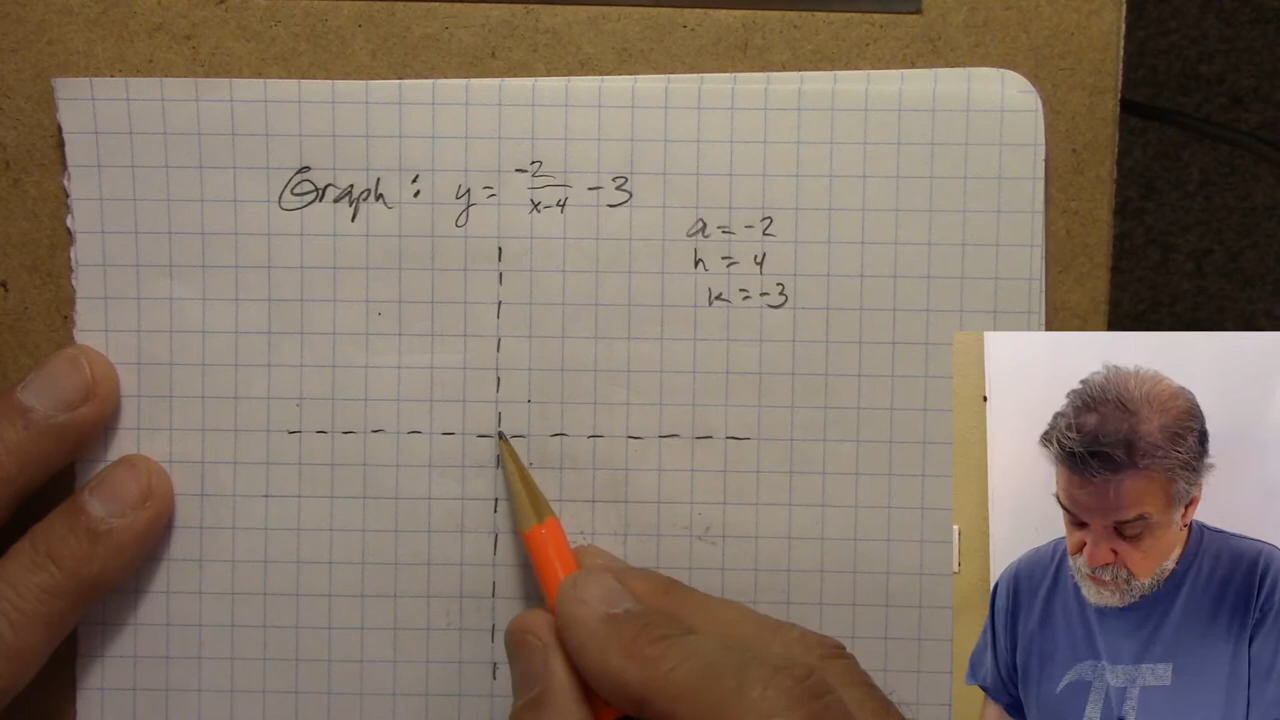 Graph: y = -2/(x-4) -3
a = -2
h = 4
k = -3
π